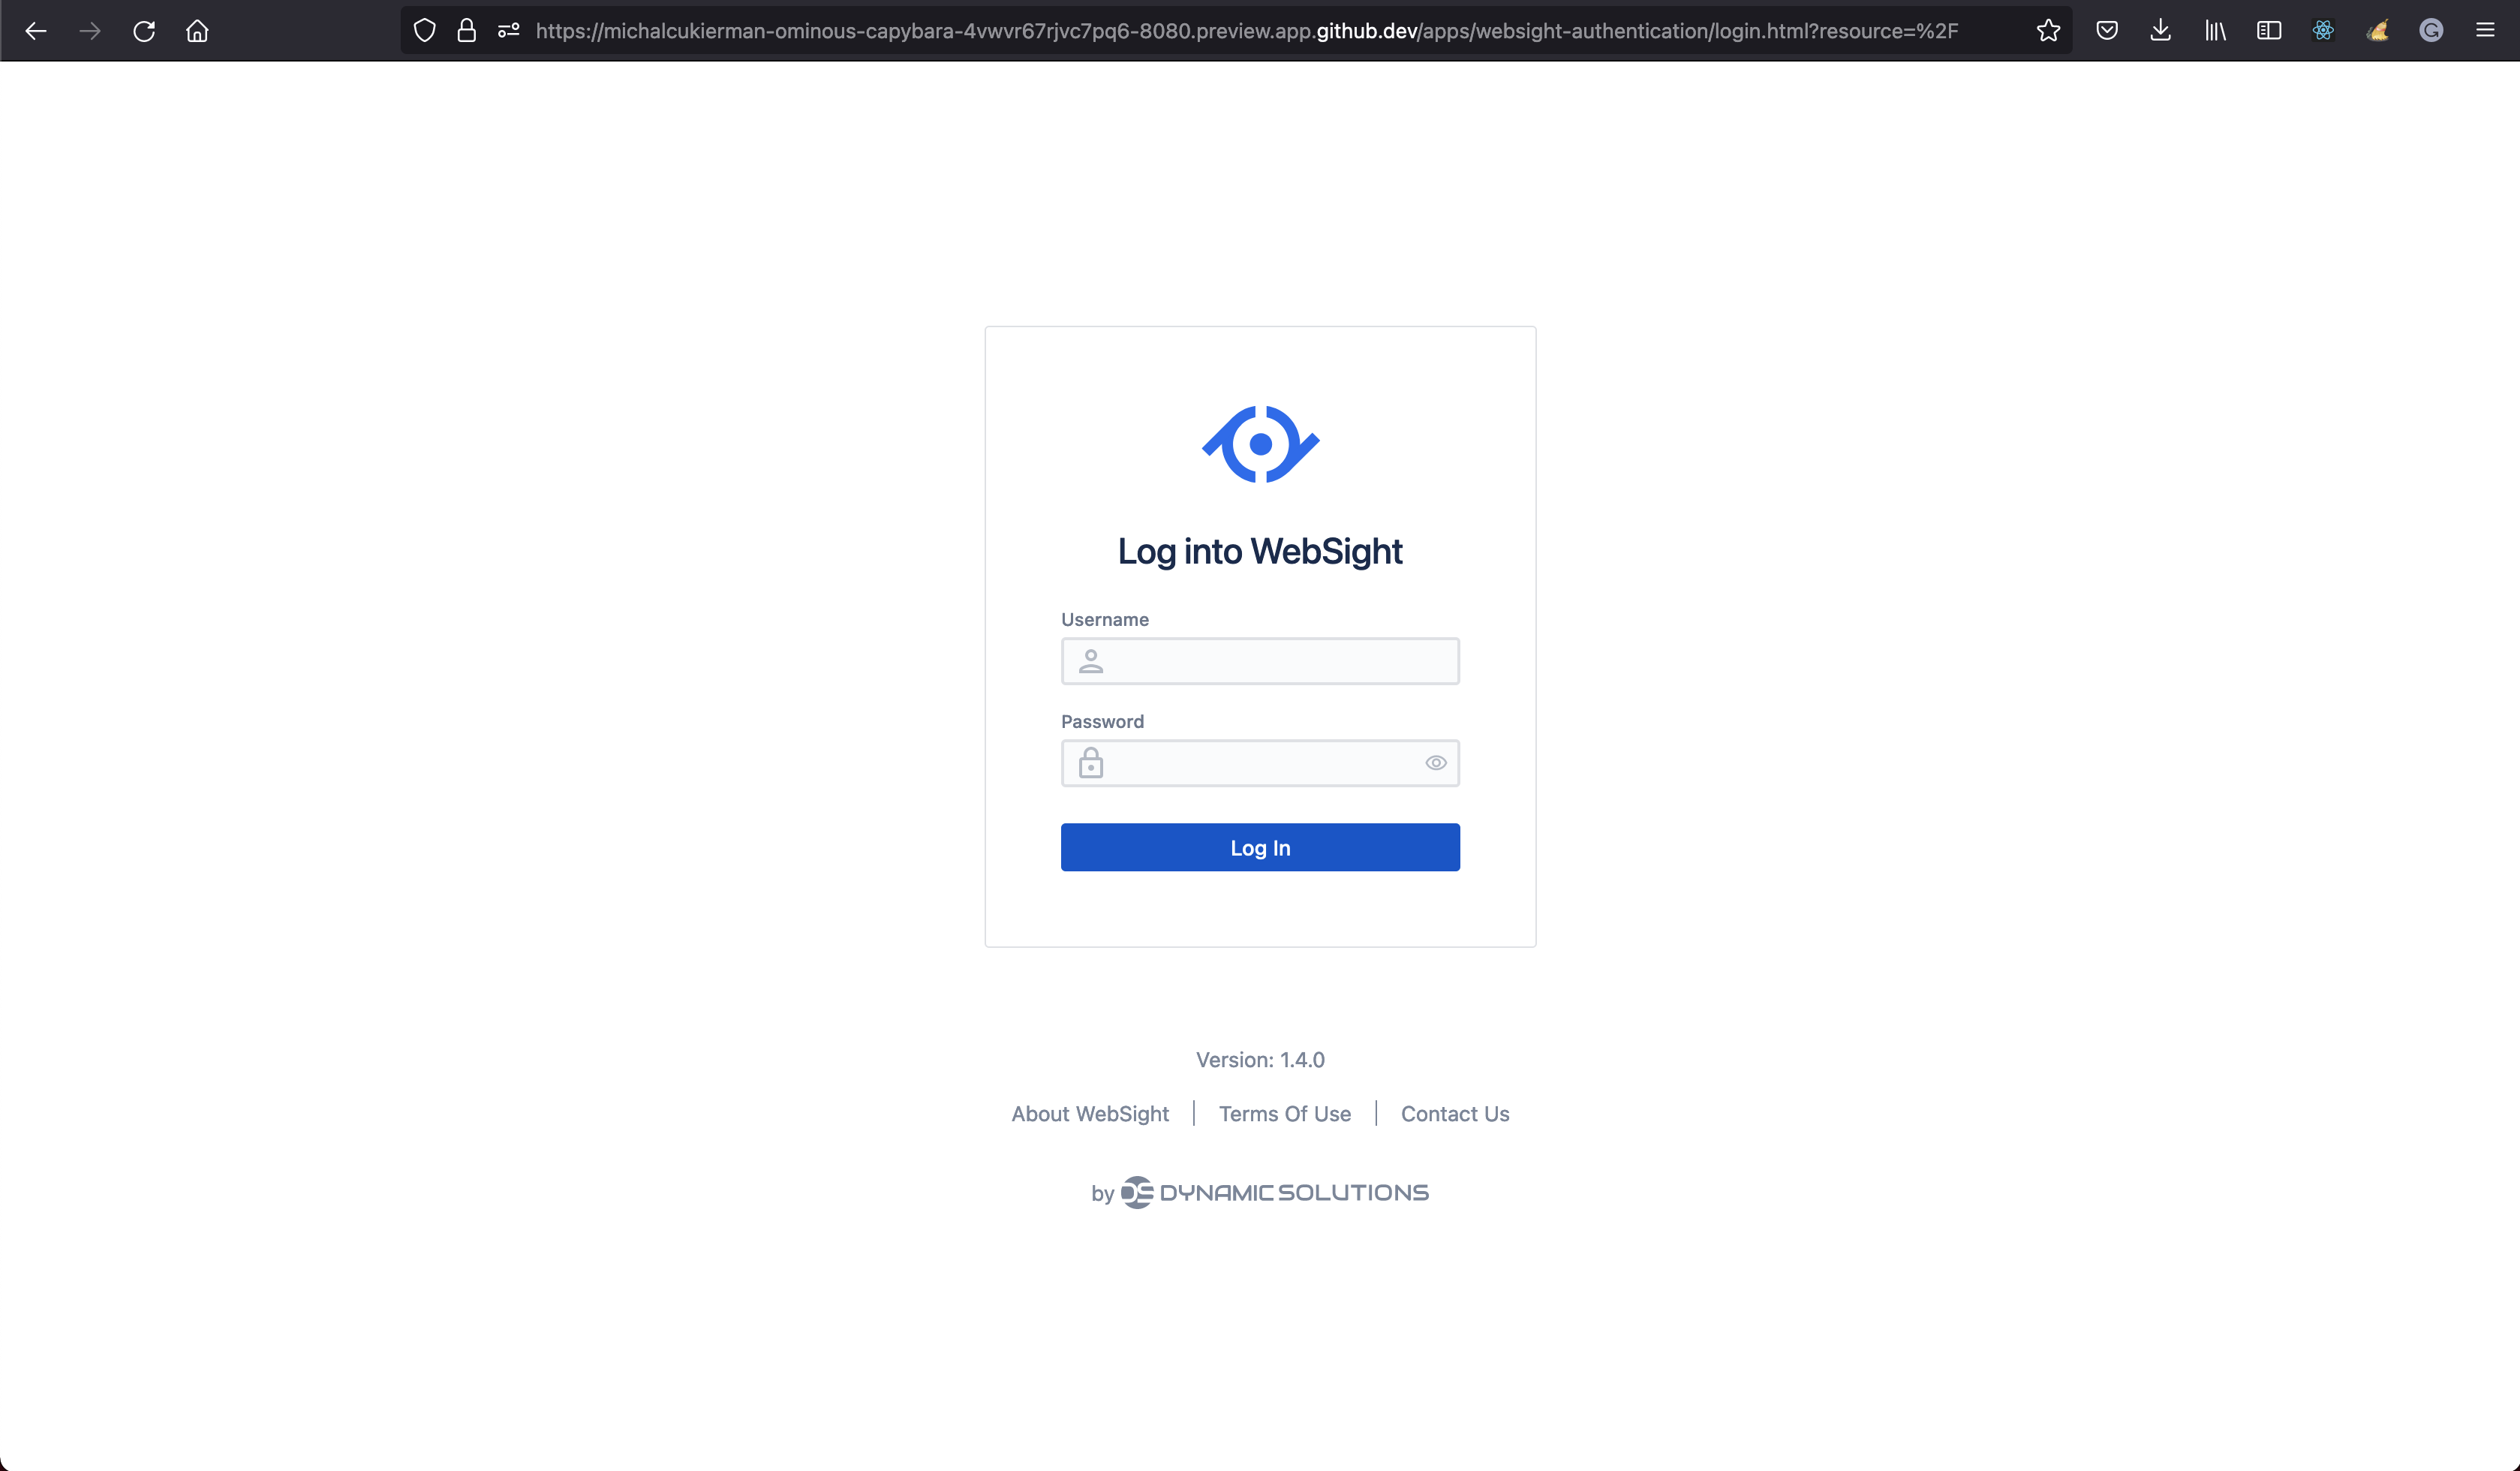 https://michalcukierman-ominous-capybara-4vwvr67rjvc7pq6-8080.preview.app.github.dev/apps/websight-authentication/login.html?resource=%2F
Log into WebSight
Username
Password
Log In
Version: 1.4.0
About WebSight | Terms Of Use | Contact Us
by DS DYNAMIC SOLUTIONS